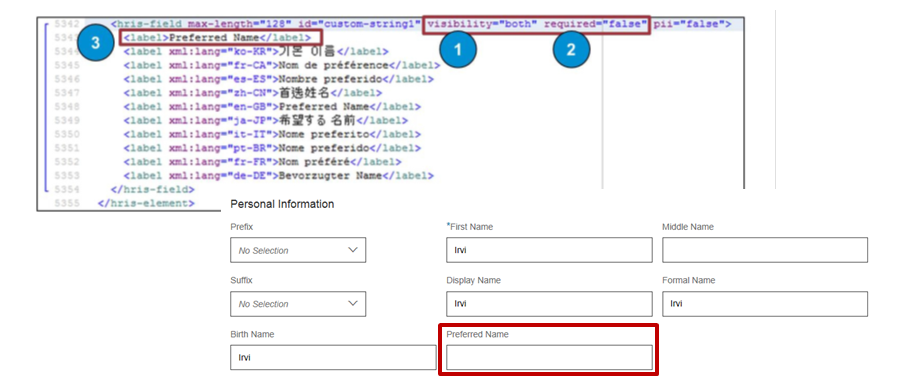 5342 <hris-field max-length="128" id="custom-string1" visibility="both" required="false" pii="false">
3 <label>Preferred Name</label> 1 2
<label xml:lang="ko-KR">기본 이름</label>
5345 <label xml:lang="fr-CA">Nom de préférence</label>
5346 <label xml:lang="es-ES">Nombre preferido</label>
5347 <label xml:lang="zh-CN">首选姓名</label>
5348 <label xml:lang="en-GB">Preferred Name</label>
5349 <label xml:lang="ja-JP">希望する 名前</label>
5350 <label xml:lang="it-IT">Nome preferito</label>
5351 <label xml:lang="pt-BR">Nome preferido</label>
5352 <label xml:lang="fr-FR">Nom préféré</label>
5353 <label xml:lang="de-DE">Bevorzugter Name</label>
5354 </hris-field>
5355 </hris-element>
Personal Information
Prefix *First Name Middle Name
No Selection Irvi
Suffix Display Name Formal Name
No Selection Irvi Irvi
Birth Name Preferred Name
Irvi